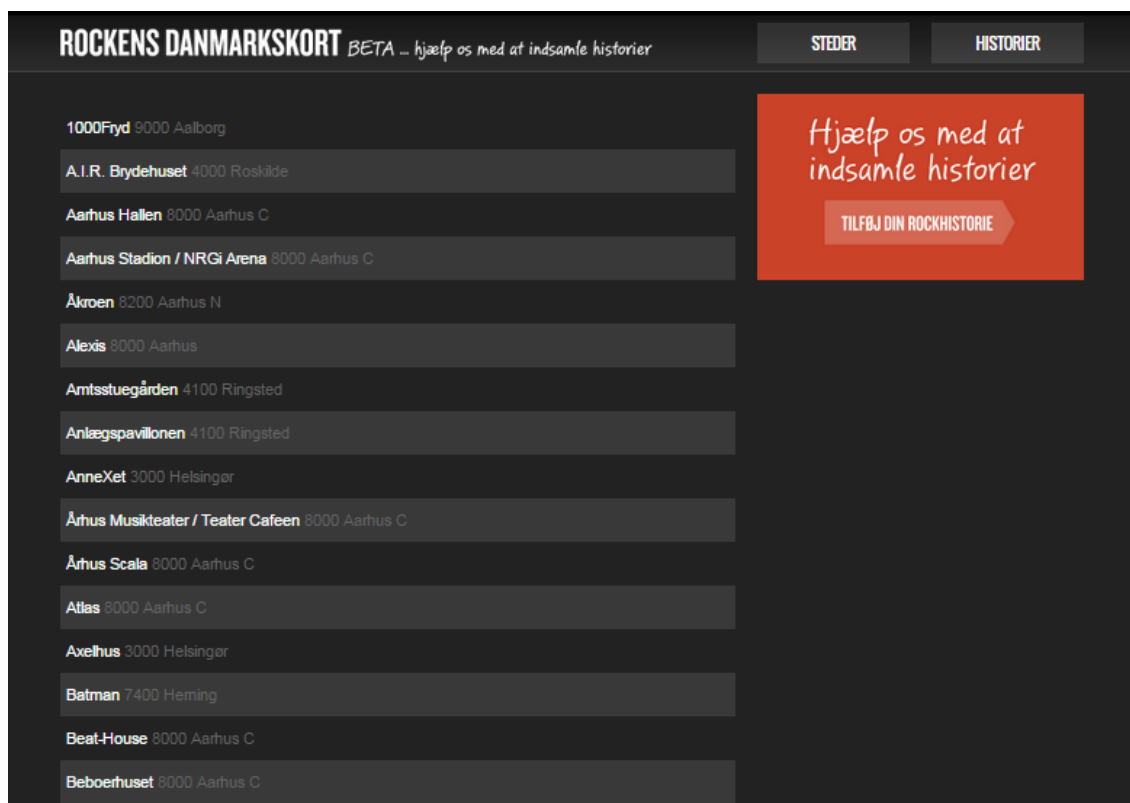 ROCKENS DANMARKSKORT BETA ... hjælp os med at indsamle historier
STEDER
HISTORIER
1000Fryd 9000 Aalborg
A.I.R. Brydehuset 4000 Roskilde
Aarhus Hallen 8000 Aarhus C
Aarhus Stadion / NRGi Arena 8000 Aarhus C
Åkroen 8200 Aarhus N
Alexis 8000 Aarhus
Amtsstuegården 4100 Ringsted
Anlægspavillonen 4100 Ringsted
AnneXet 3000 Helsingør
Århus Musikteater / Teater Cafeen 8000 Aarhus C
Århus Scala 8000 Aarhus C
Atlas 8000 Aarhus C
Axelhus 3000 Helsingør
Batman 7400 Herning
Beat-House 8000 Aarhus C
Beboerhuset 8000 Aarhus C
Hjælp os med at
indsamle historier
TILFØJ DIN ROCKHISTORIE